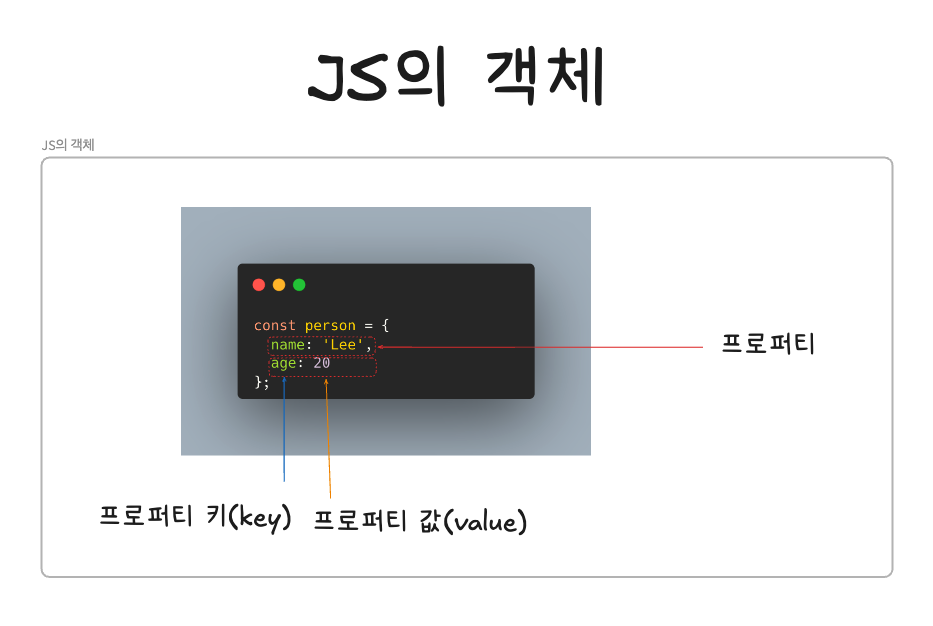 JS의 객체
JS의 객체
const person = {
name: 'Lee',
age: 20
};
프로퍼티
프로퍼티 키(key)
프로퍼티 값(value)